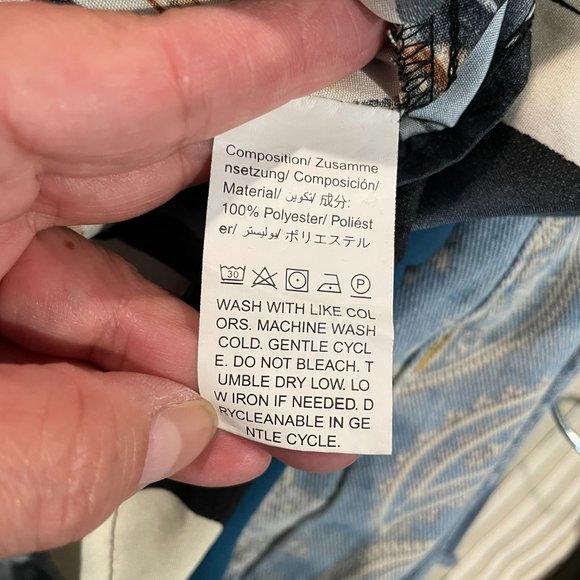 Composition/ Zusamme
nsetzung/ Composición/
Material/ تكوين/ 成分:
100% Polyester/ Poliést
er/ بوليستر/ ポリエステル
30 P
WASH WITH LIKE COL
ORS. MACHINE WASH
COLD. GENTLE CYCL
E. DO NOT BLEACH. T
UMBLE DRY LOW. LO
W IRON IF NEEDED. D
RYCLEANABLE IN GE
NTLE CYCLE.